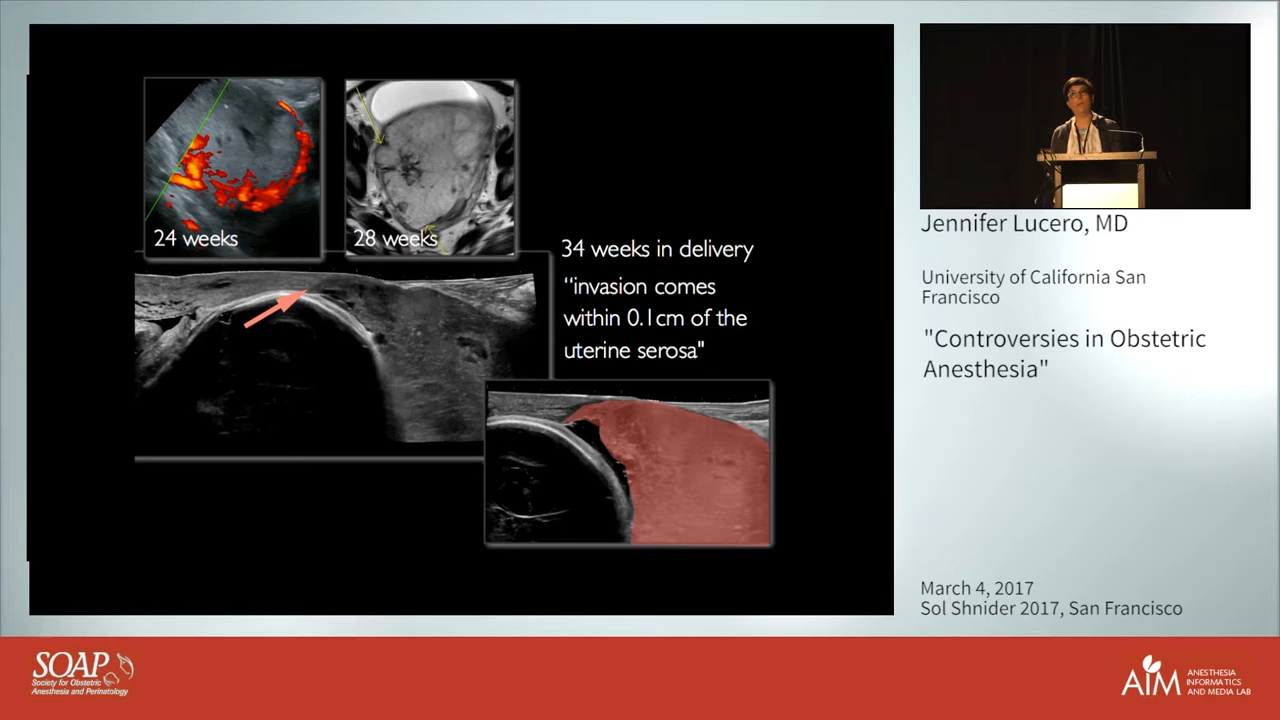 24 weeks
28 weeks
34 weeks in delivery
“invasion comes
within 0.1cm of the
uterine serosa"
Jennifer Lucero, MD
University of California San
Francisco
"Controversies in Obstetric
Anesthesia"
March 4, 2017
Sol Shnider 2017, San Francisco
SOAP
Society for Obstetric
Anesthesia and Perinatology
AIM
ANESTHESIA
INFORMATICS
AND MEDIA LAB